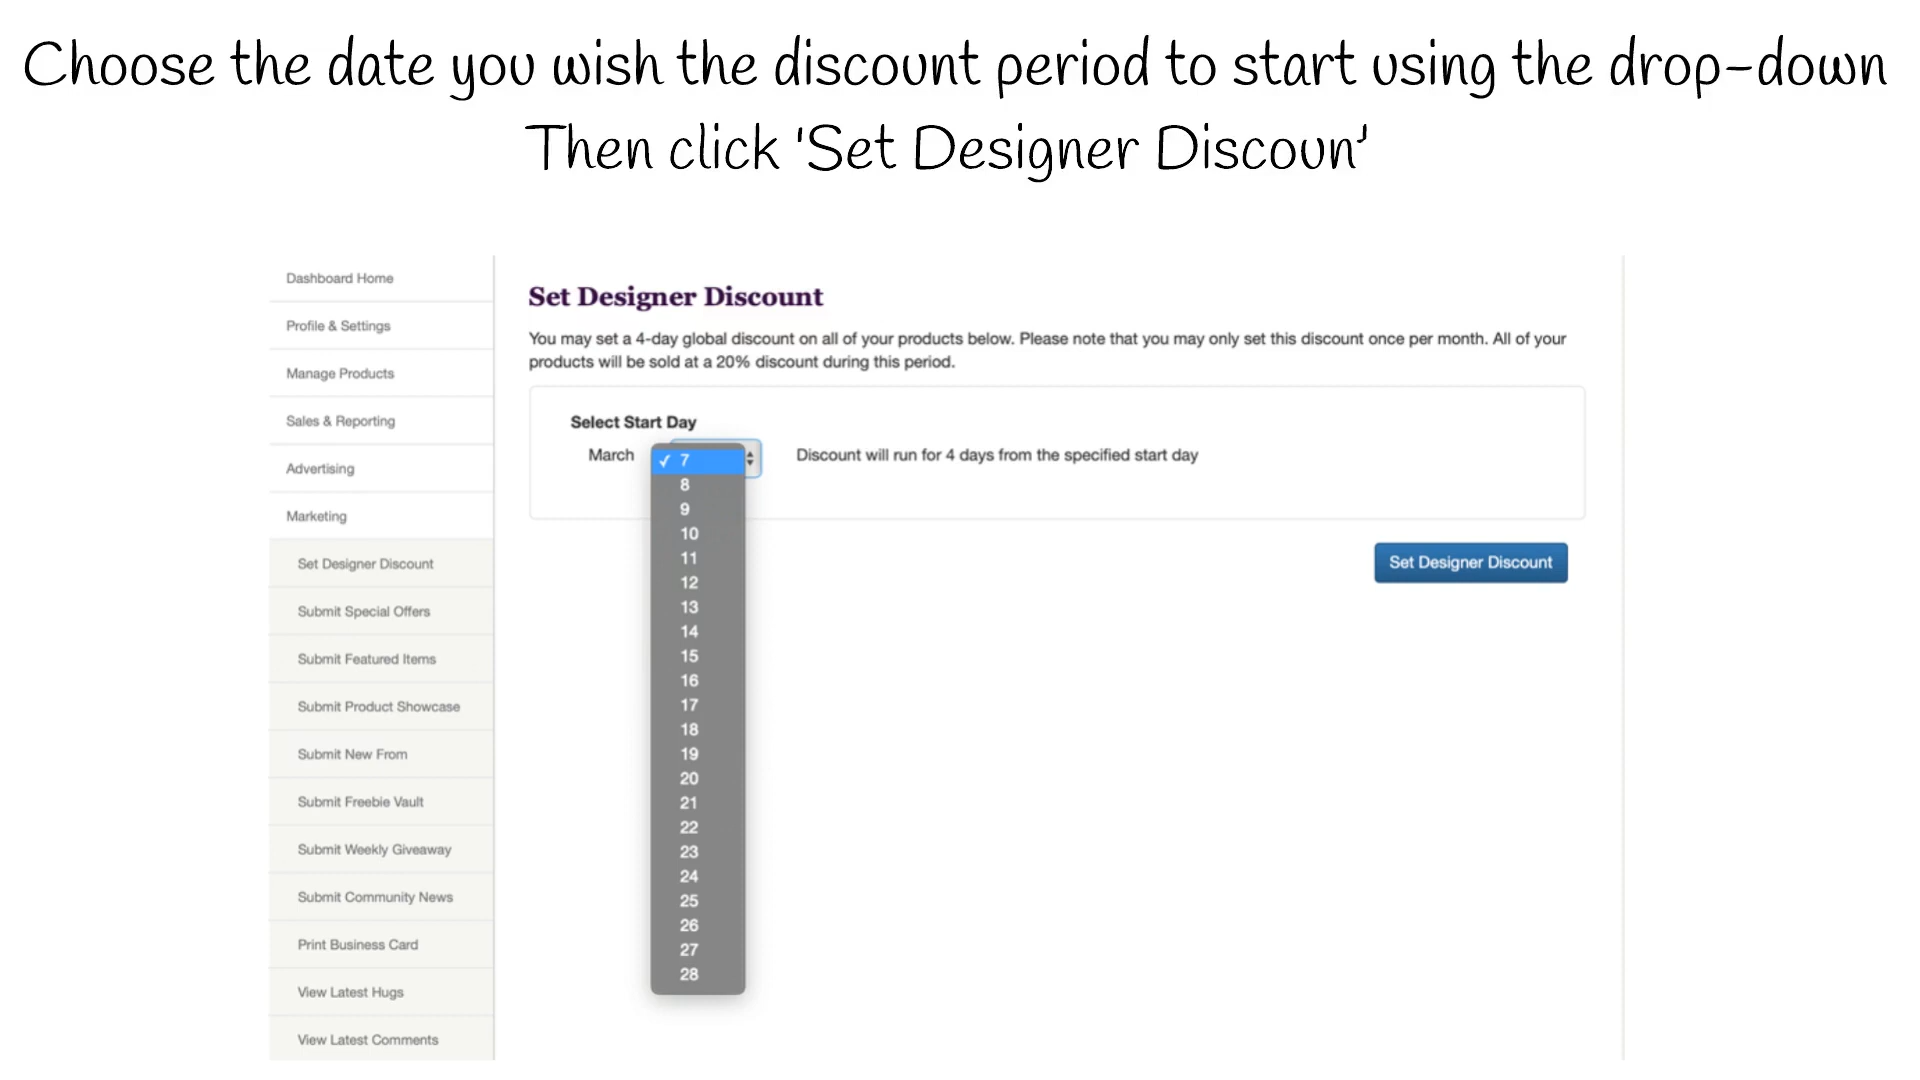 Choose the date you wish the discount period to start using the drop-down
Then click 'Set Designer Discoun'
Dashboard Home
Profile & Settings
Manage Products
Sales & Reporting
Advertising
Marketing
Set Designer Discount
Submit Special Offers
Submit Featured Items
Submit Product Showcase
Submit New From
Submit Freebie Vault
Submit Weekly Giveaway
Submit Community News
Print Business Card
View Latest Hugs
View Latest Comments
Set Designer Discount
You may set a 4-day global discount on all of your products below. Please note that you may only set this discount once per month. All of your
products will be sold at a 20% discount during this period.
Select Start Day
March ✓ 7 Discount will run for 4 days from the specified start day
8
9
10
11
12
13
14
15
16
17
18
19
20
21
22
23
24
25
26
27
28
Set Designer Discount